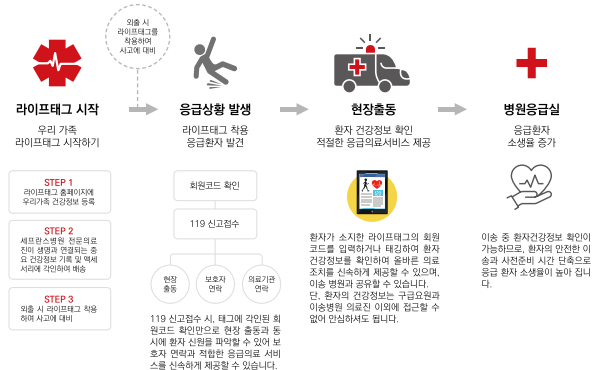 외출 시
라이프태그를
착용하여
사고에 대비
라이프태그 시작
우리 가족
라이프태그 시작하기
STEP 1
라이프태그 홈페이지에
우리가족 건강정보 등록
STEP 2
세프란스병원 전문의료
진이 생명과 연결되는 중
요 건강정보 기록 및 맥세
서리에 각인하여 배송
STEP 3
외출 시 라이프태그 착용
하여 사고에 대비
응급상황 발생
라이프태그 착용
응급환자 발견
회원코드 확인
119 신고접수
현장
출동
보호자
연락
의료기관
연락
119 신고접수 시, 태그에 각인된 회
원코드 확인만으로 현장 출동과 동
시에 환자 신원을 파악할 수 있어 보
호자 면락과 적합한 응급의료 서비
스를 신속하게 제공할 수 있습니다.
현장출동
환자 건강정보 확인
적절한 응급의료서비스 제공
환자가 소지한 라이프태그의 회원
코드를 입력하거나 태깅하여 환자
건강정보를 확인하여 올바른 의료
조치를 신속하게 제공할 수 있으며,
이송 병원과 공유할 수 있습니다.
단, 환자의 건강정보는 구급요원과
이송병원 의료진 이외에 접근할 수
없어 안심하셔도 됩니다.
병원응급실
응급환자
소생율 증가
이송 중 환자건강정보 확인이
가능하므로, 환자의 안전한 이
송과 사전준비 시간 단축으로
응급 환자 소생율이 높아 집니
다.